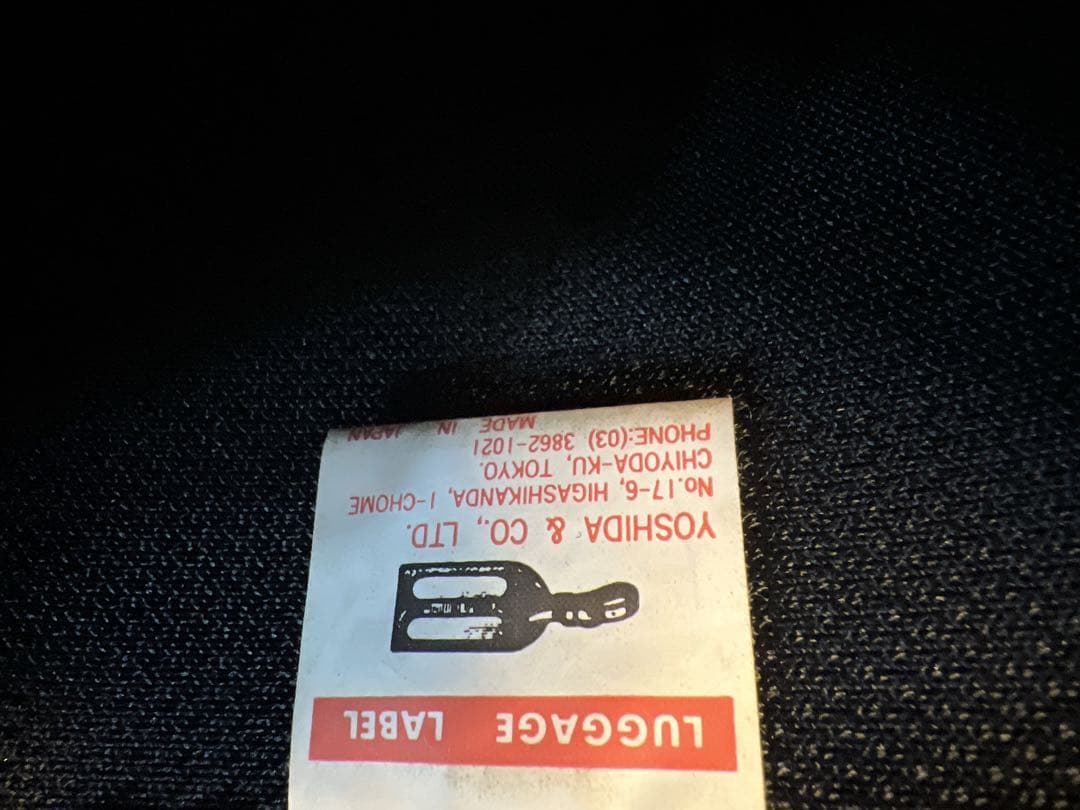 LUGGAGE LABEL
YOSHIDA & CO., LTD.
No.17-6, HIGASHIKANDA, 1-CHOME
CHIYODA-KU, TOKYO.
PHONE:(03) 3862-1021
MADE IN JAPAN